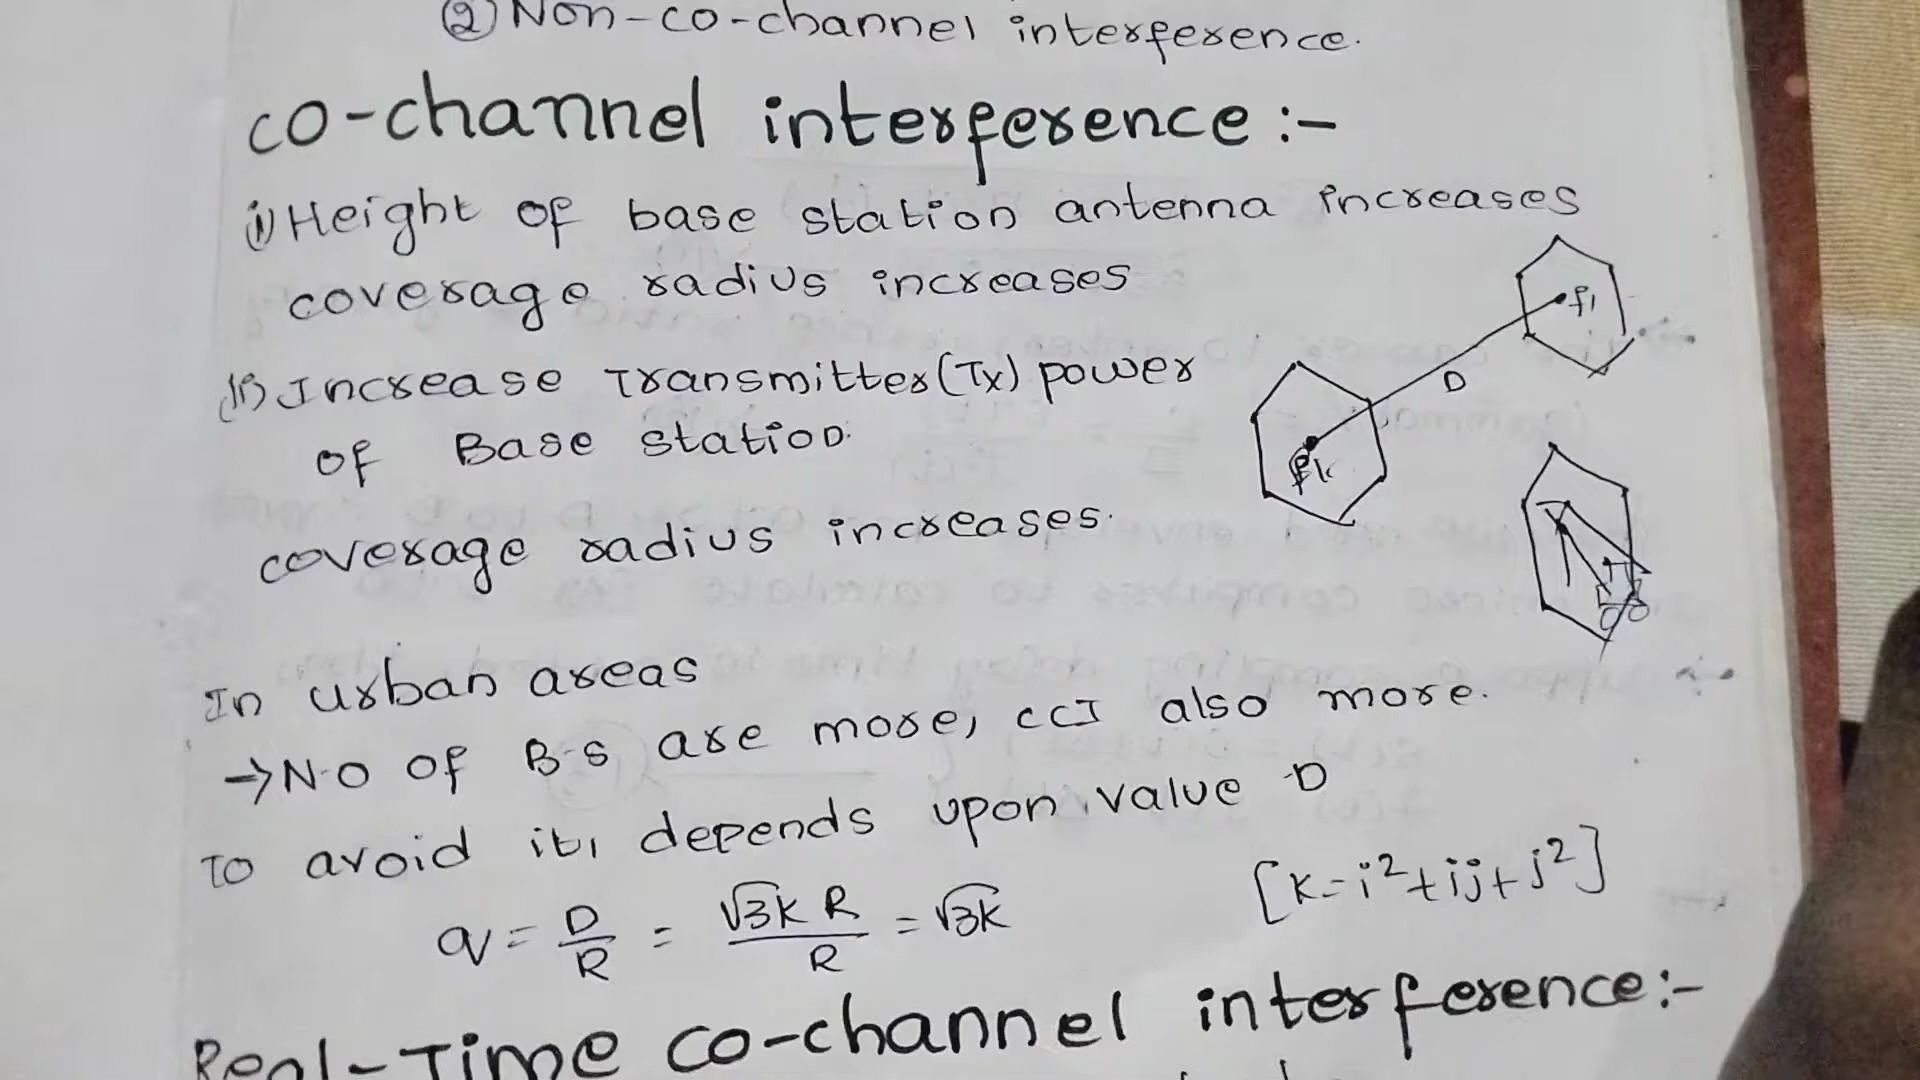 ② Non-co-channel interference.
co-channel interference :-
i) Height of base station antenna increases
coverage radius increases
ii) Increase Transmitter (Tx) power
of Base station.
coverage radius increases.
f1
D
In urban areas
→ N.O of B.S are more, CCI also more.
To avoid it, depends upon value D
q = D/R = √3K R/R = √3K
[K = i²+ij+j²]
Real-Time co-channel interference:-